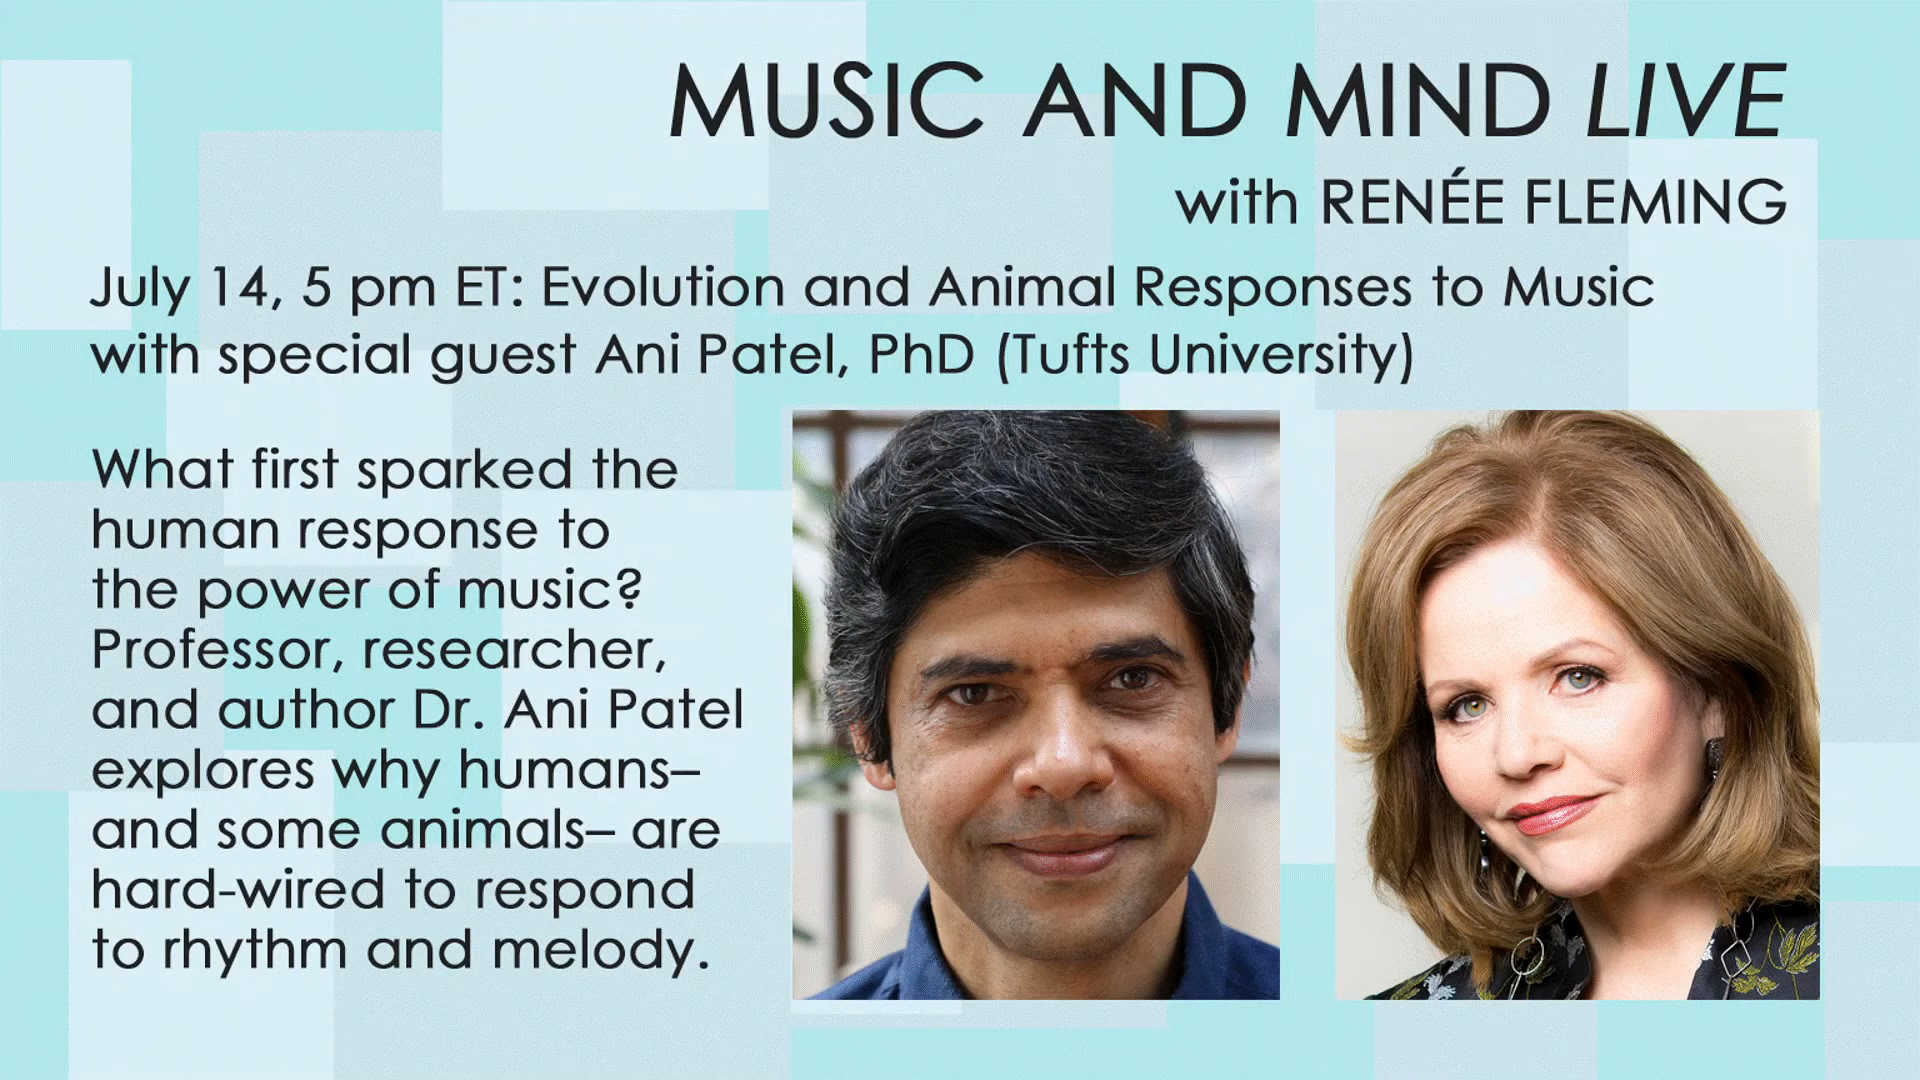 MUSIC AND MIND LIVE
with RENÉE FLEMING
July 14, 5 pm ET: Evolution and Animal Responses to Music
with special guest Ani Patel, PhD (Tufts University)
What first sparked the
human response to
the power of music?
Professor, researcher,
and author Dr. Ani Patel
explores why humans–
and some animals– are
hard-wired to respond
to rhythm and melody.